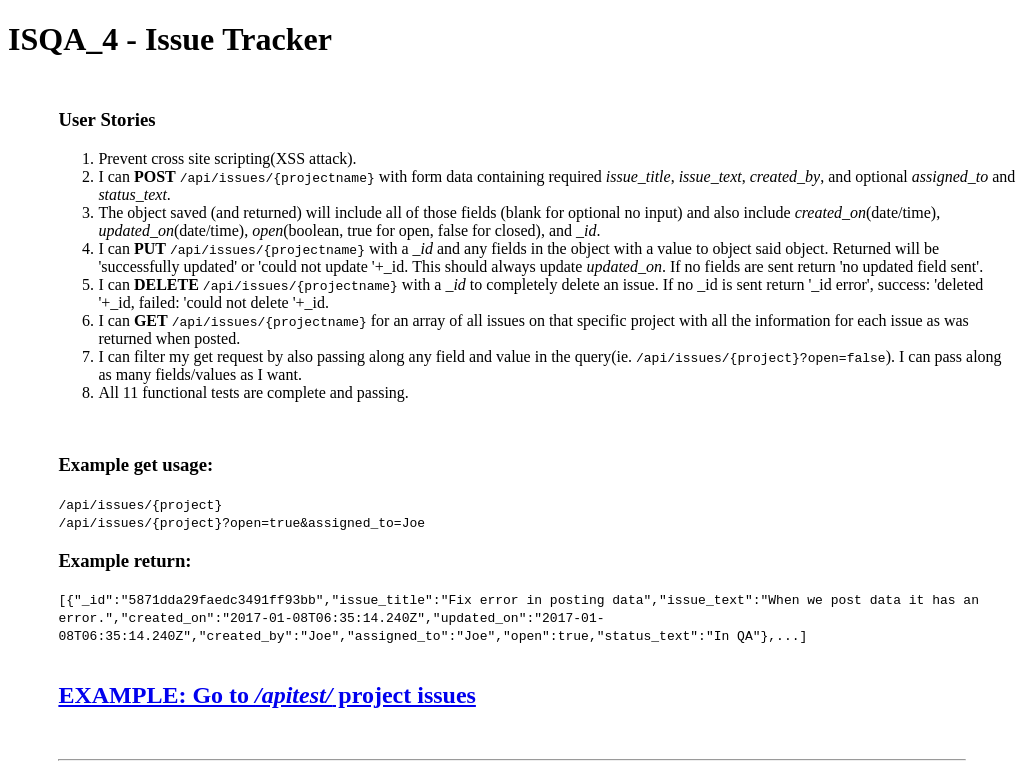 ISQA_4 - Issue Tracker
User Stories
1. Prevent cross site scripting(XSS attack).
2. I can POST /api/issues/{projectname} with form data containing required issue_title, issue_text, created_by, and optional assigned_to and
status_text.
3. The object saved (and returned) will include all of those fields (blank for optional no input) and also include created_on(date/time),
updated_on(date/time), open(boolean, true for open, false for closed), and _id.
4. I can PUT /api/issues/{projectname} with a _id and any fields in the object with a value to object said object. Returned will be
'successfully updated' or 'could not update '+_id. This should always update updated_on. If no fields are sent return 'no updated field sent'.
5. I can DELETE /api/issues/{projectname} with a _id to completely delete an issue. If no _id is sent return '_id error', success: 'deleted
'+_id, failed: 'could not delete '+_id.
6. I can GET /api/issues/{projectname} for an array of all issues on that specific project with all the information for each issue as was
returned when posted.
7. I can filter my get request by also passing along any field and value in the query(ie. /api/issues/{project}?open=false). I can pass along
as many fields/values as I want.
8. All 11 functional tests are complete and passing.
Example get usage:
/api/issues/{project}
/api/issues/{project}?open=true&assigned_to=Joe
Example return:
[{"_id":"5871dda29faedc3491ff93bb","issue_title":"Fix error in posting data","issue_text":"When we post data it has an
error.","created_on":"2017-01-08T06:35:14.240Z","updated_on":"2017-01-
08T06:35:14.240Z","created_by":"Joe","assigned_to":"Joe","open":true,"status_text":"In QA"},...]
EXAMPLE: Go to /apitest/ project issues